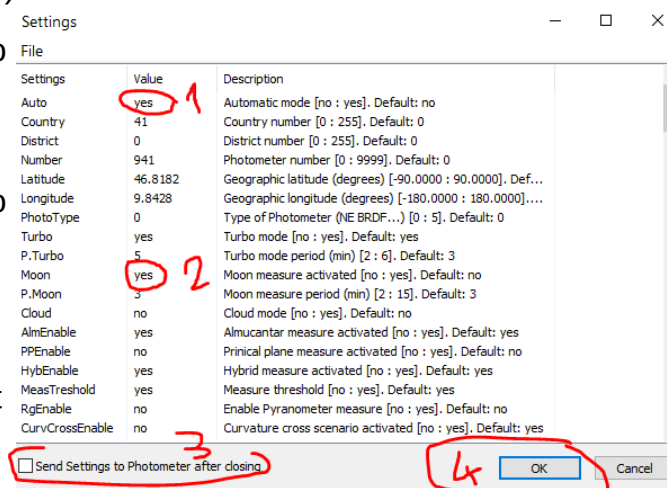 Settings
File
Settings Value Description
Auto yes 1 Automatic mode [no : yes]. Default: no
Country 41 Country number [0 : 255]. Default: 0
District 0 District number [0 : 255]. Default: 0
Number 941 Photometer number [0 : 9999]. Default: 0
Latitude 46.8182 Geographic latitude (degrees) [-90.0000 : 90.0000]. Def...
Longitude 9.8428 Geographic longitude (degrees) [-180.0000 : 180.0000]....
PhotoType 0 Type of Photometer (NE BRDF...) [0 : 5]. Default: 0
Turbo yes Turbo mode [no : yes]. Default: yes
P.Turbo 5 Turbo mode period (min) [2 : 6]. Default: 3
Moon yes 2 Moon measure activated [no : yes]. Default: no
P.Moon 3 Moon measure period (min) [2 : 15]. Default: 3
Cloud no Cloud mode [no : yes]. Default: no
AlmEnable yes Almucantar measure activated [no : yes]. Default: yes
PPEnable no Prinical plane measure activated [no : yes]. Default: no
HybEnable yes Hybrid measure activated [no : yes]. Default: yes
MeasTreshold yes Measure threshold [no : yes]. Default: yes
RgEnable no Enable Pyranometer measure [no : yes]. Default: no
CurvCrossEnable no Curvature cross scenario activated [no : yes]. Default: yes
3
Send Settings to Photometer after closing 4 OK Cancel